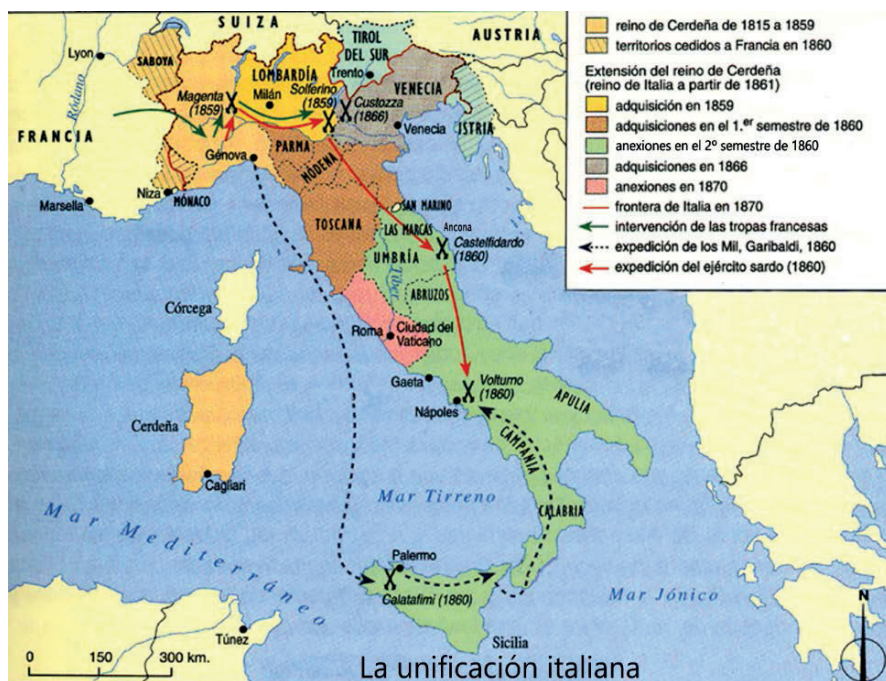 SUIZA
AUSTRIA
TIROL
DEL SUR
Trento
Lyon
SABOYA
Ródano
LOMBARDÍA
Milán
Magenta
(1859)
Solferino
(1859)
Custozza
(1866)
VENECIA
Venecia
ISTRIA
FRANCIA
PARMA
MÓDENA
Génova
Niza
MÓNACO
Marsella
SAN MARINO
TOSCANA
LAS MARCAS
Ancona
Castelfidardo
(1860)
UMBRÍA
Tíber
ABRUZOS
Córcega
Roma
Ciudad del
Vaticano
Gaeta
Volturno
(1860)
Nápoles
APULIA
CAMPANIA
Cerdeña
Cagliari
Mar Tirreno
CALABRIA
Mar Mediterráneo
Palermo
Calatafimi (1860)
Mar Jónico
Sicilia
Túnez
N
0 150 300 km.
La unificación italiana
reino de Cerdeña de 1815 a 1859
territorios cedidos a Francia en 1860
Extensión del reino de Cerdeña
(reino de Italia a partir de 1861)
adquisición en 1859
adquisiciones en el 1.er semestre de 1860
anexiones en el 2º semestre de 1860
adquisiciones en 1866
anexiones en 1870
frontera de Italia en 1870
intervención de las tropas francesas
expedición de los Mil, Garibaldi, 1860
expedición del ejército sardo (1860)